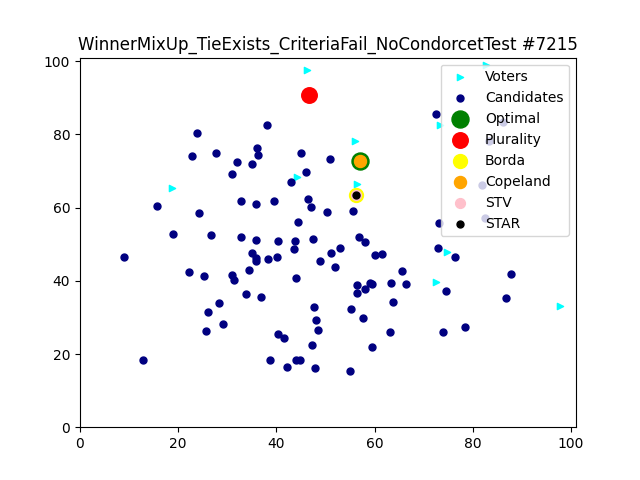 WinnerMixUp_TieExists_CriteriaFail_NoCondorcetTest #7215
100
80
60
40
20
0
0 20 40 60 80 100
Voters
Candidates
Optimal
Plurality
Borda
Copeland
STV
STAR